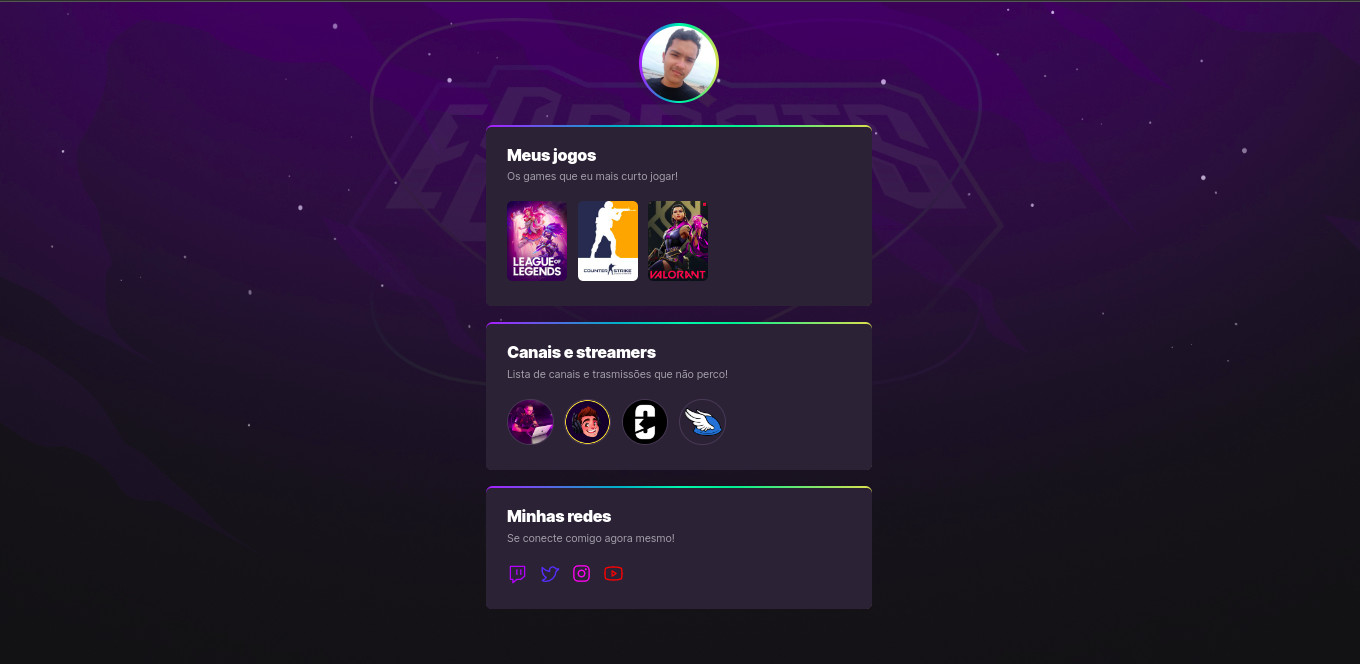 ESPORTS
Meus jogos
Os games que eu mais curto jogar!
LEAGUE OF
LEGENDS
COUNTER STRIKE
VALORANT
Canais e streamers
Lista de canais e trasmissões que não perco!
Minhas redes
Se conecte comigo agora mesmo!